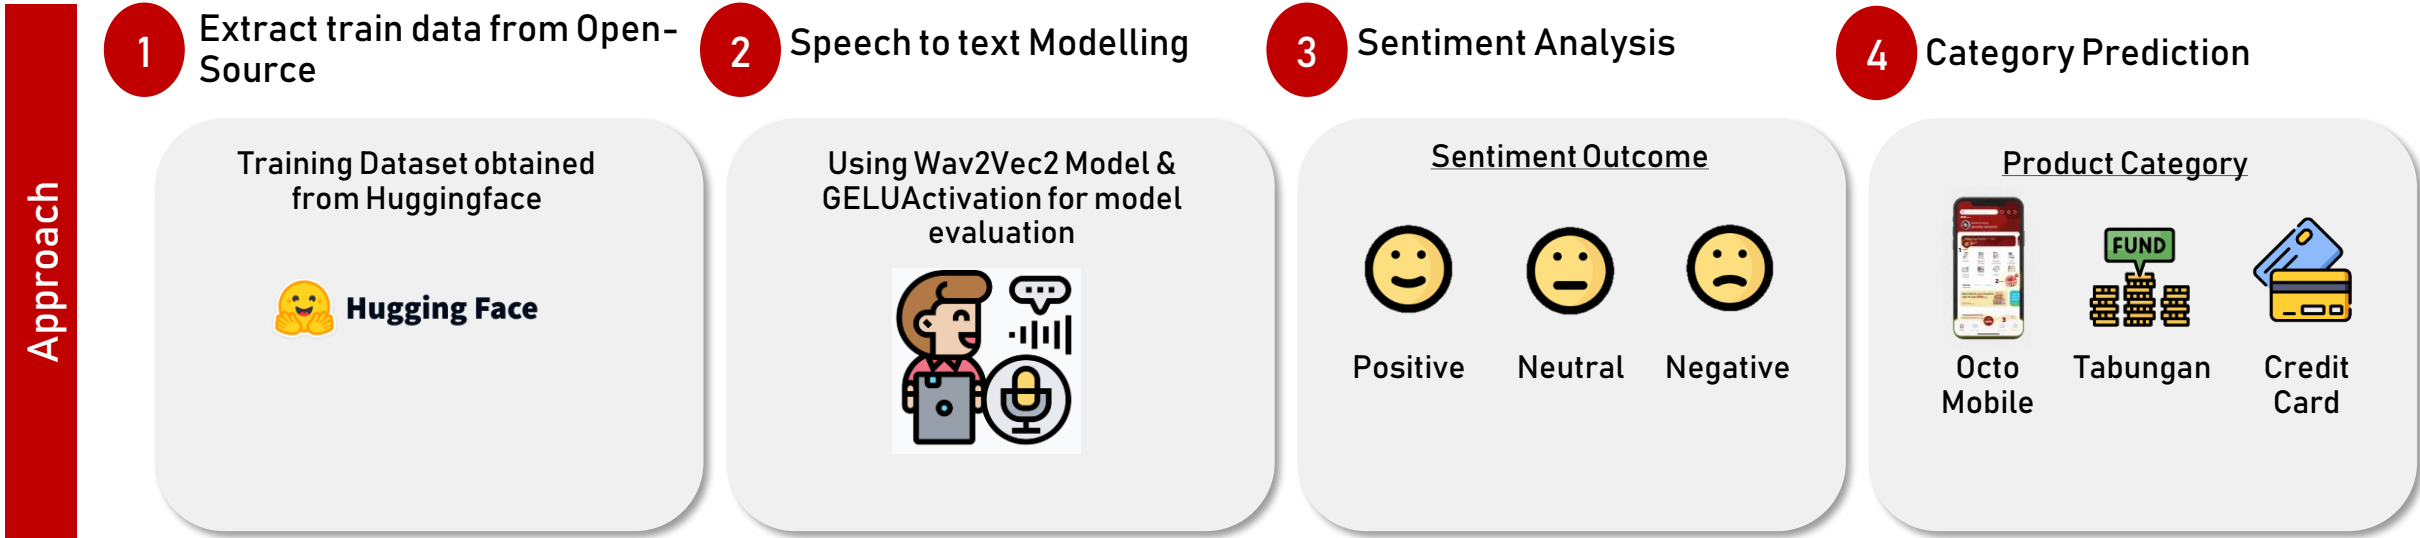 Approach
1
Extract train data from Open-
Source
Training Dataset obtained
from Huggingface
Hugging Face
2
Speech to text Modelling
Using Wav2Vec2 Model &
GELUActivation for model
evaluation
3
Sentiment Analysis
Sentiment Outcome
Positive
Neutral
Negative
4
Category Prediction
Product Category
FUND
Octo
Mobile
Tabungan
Credit
Card